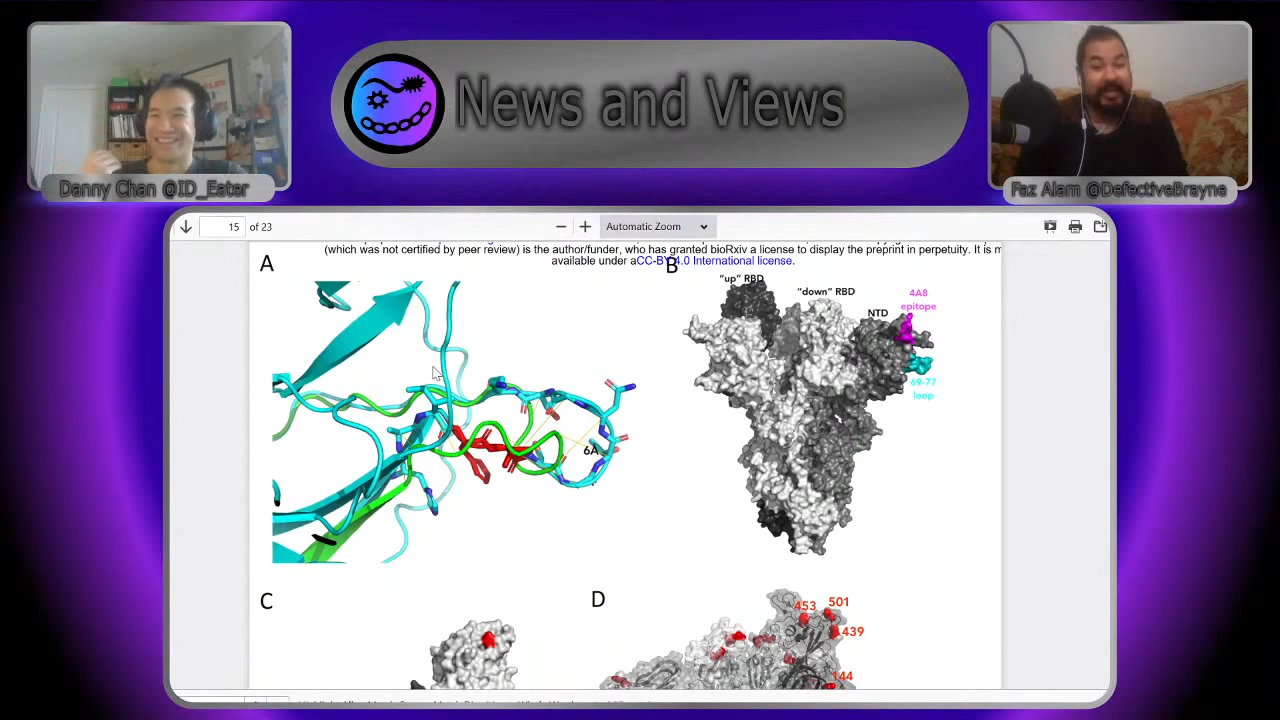 News and Views
Danny Chan @ID_Eater
Faz Alam @DefectiveBrayne
15 of 23
Automatic Zoom
(which was not certified by peer review) is the author/funder, who has granted bioRxiv a license to display the preprint in perpetuity. It is m
available under aCC-BY 4.0 International license.
A
B
"up" RBD
"down" RBD
NTD
4A8
epitope
69-77
loop
6A
C
D
453
501
439
144